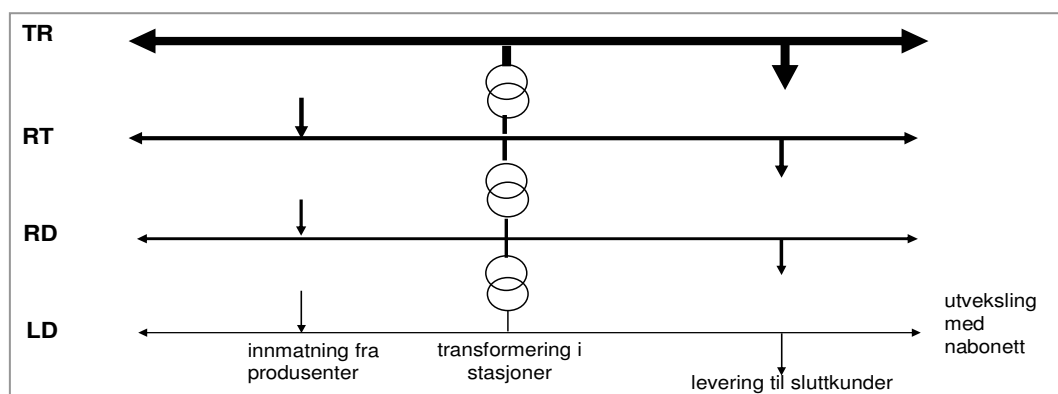 TR
RT
RD
LD
innmatning fra
produsenter
transformering i
stasjoner
levering til sluttkunder
utveksling
med
nabonett